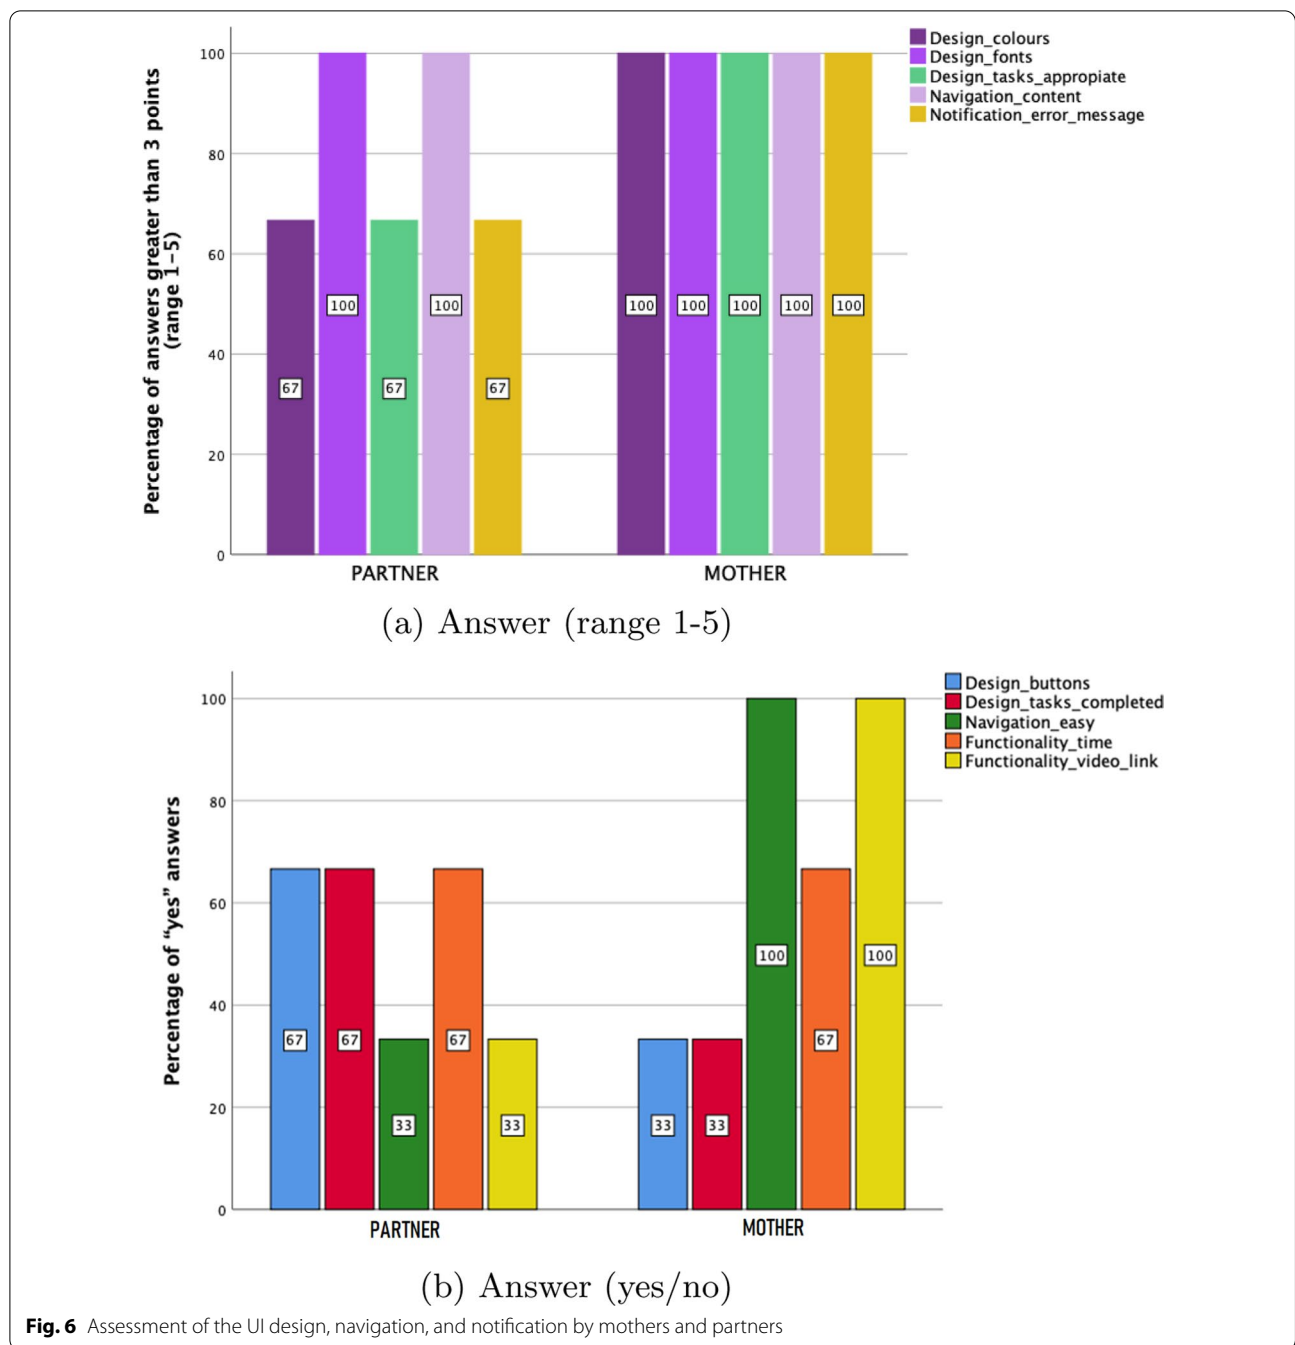 Percentage of answers greater than 3 points
(range 1-5)
100
80
60
40
20
0
67
100
67
100
67
100
100
100
100
100
PARTNER
MOTHER
Design_colours
Design_fonts
Design_tasks_appropiate
Navigation_content
Notification_error_message
(a) Answer (range 1-5)
Percentage of “yes” answers
100
80
60
40
20
0
67
67
33
67
33
33
33
100
67
100
PARTNER
MOTHER
Design_buttons
Design_tasks_completed
Navigation_easy
Functionality_time
Functionality_video_link
(b) Answer (yes/no)
Fig. 6 Assessment of the UI design, navigation, and notification by mothers and partners